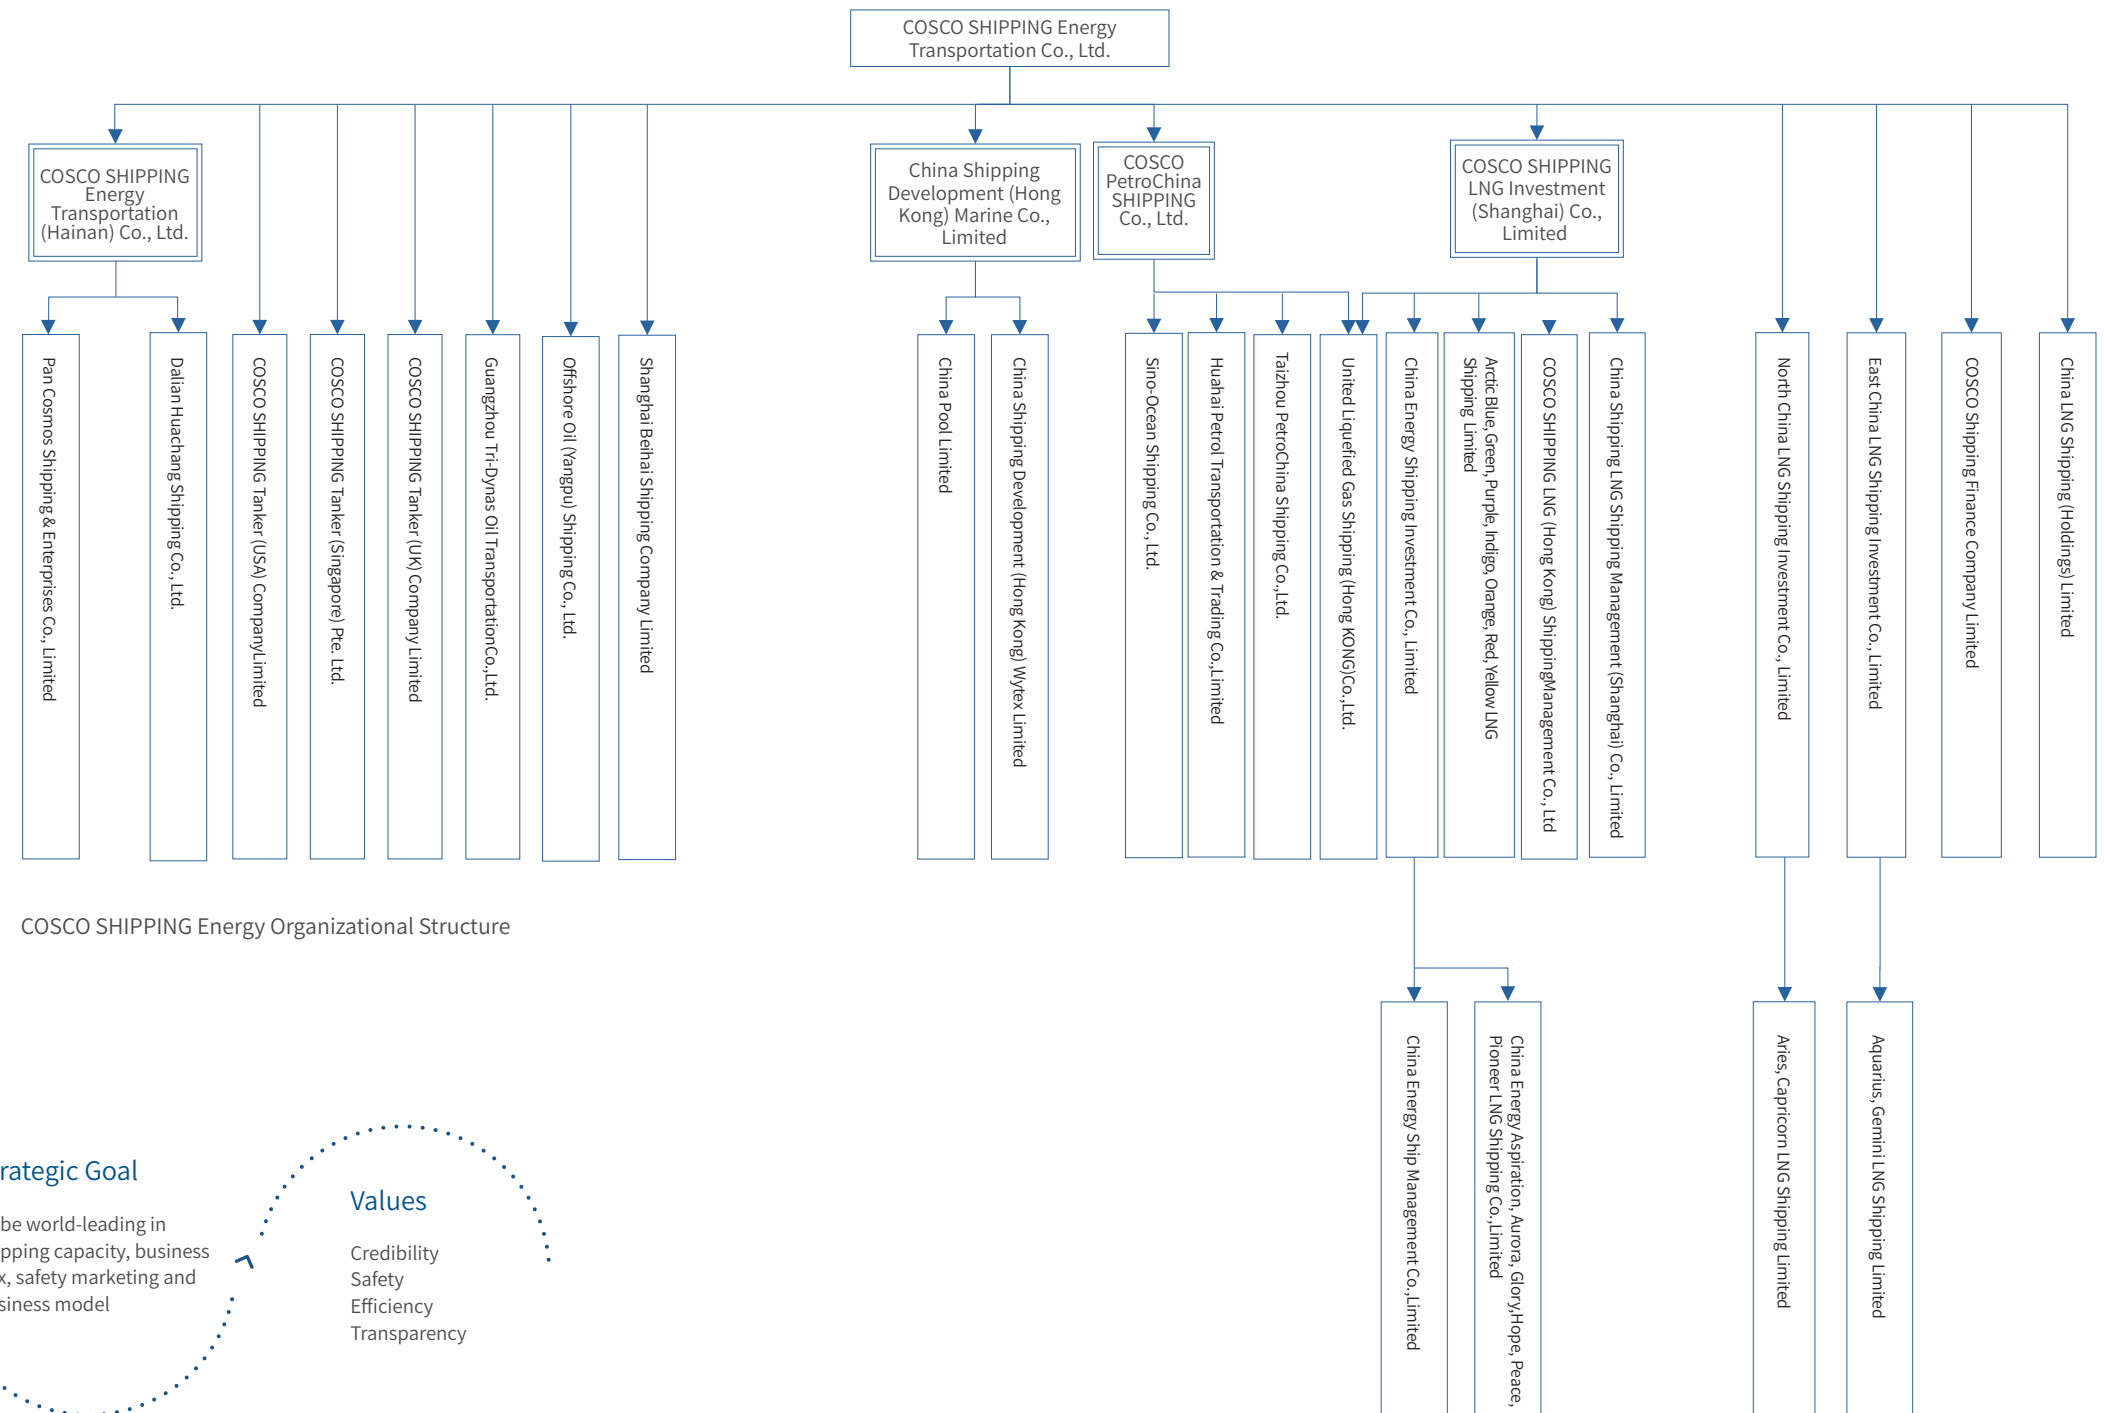 COSCO SHIPPING Energy
Transportation Co., Ltd.
COSCO SHIPPING
Energy
Transportation
(Hainan) Co., Ltd.
China Shipping
Development (Hong
Kong) Marine Co.,
Limited
COSCO
PetroChina
SHIPPING
Co., Ltd.
COSCO SHIPPING
LNG Investment
(Shanghai) Co.,
Limited
Pan Cosmos Shipping & Enterprises Co., Limited
Dalian Huachang Shipping Co., Ltd.
COSCO SHIPPING Tanker (USA) CompanyLimited
COSCO SHIPPING Tanker (Singapore) Pte. Ltd.
COSCO SHIPPING Tanker (UK) Company Limited
Guangzhou Tri-Dynas Oil TransportationCo.,Ltd.
Offshore Oil (Yangpu) Shipping Co., Ltd.
Shanghai Beihai Shipping Company Limited
China Pool Limited
China Shipping Development (Hong Kong) Wytex Limited
Sino-Ocean Shipping Co., Ltd.
Huahai Petrol Transportation & Trading Co.,Limited
Taizhou PetroChina Shipping Co.,Ltd.
United Liquefied Gas Shipping (Hong KONG)Co.,Ltd.
China Energy Shipping Investment Co., Limited
Arctic Blue, Green, Purple, Indigo, Orange, Red, Yellow LNG
Shipping Limited
COSCO SHIPPING LNG (Hong Kong) ShippingManagement Co., Ltd
China Shipping LNG Shipping Management (Shanghai) Co., Limited
North China LNG Shipping Investment Co., Limited
East China LNG Shipping Investment Co., Limited
COSCO Shipping Finance Company Limited
China LNG Shipping (Holdings) Limited
COSCO SHIPPING Energy Organizational Structure
China Energy Ship Management Co.,Limited
China Energy Aspiration, Aurora, Glory,Hope, Peace,
Pioneer LNG Shipping Co.,Limited
Aries, Capricorn LNG Shipping Limited
Aquarius, Gemini LNG Shipping Limited
rategic Goal
be world-leading in
pping capacity, business
x, safety marketing and
siness model
Values
Credibility
Safety
Efficiency
Transparency